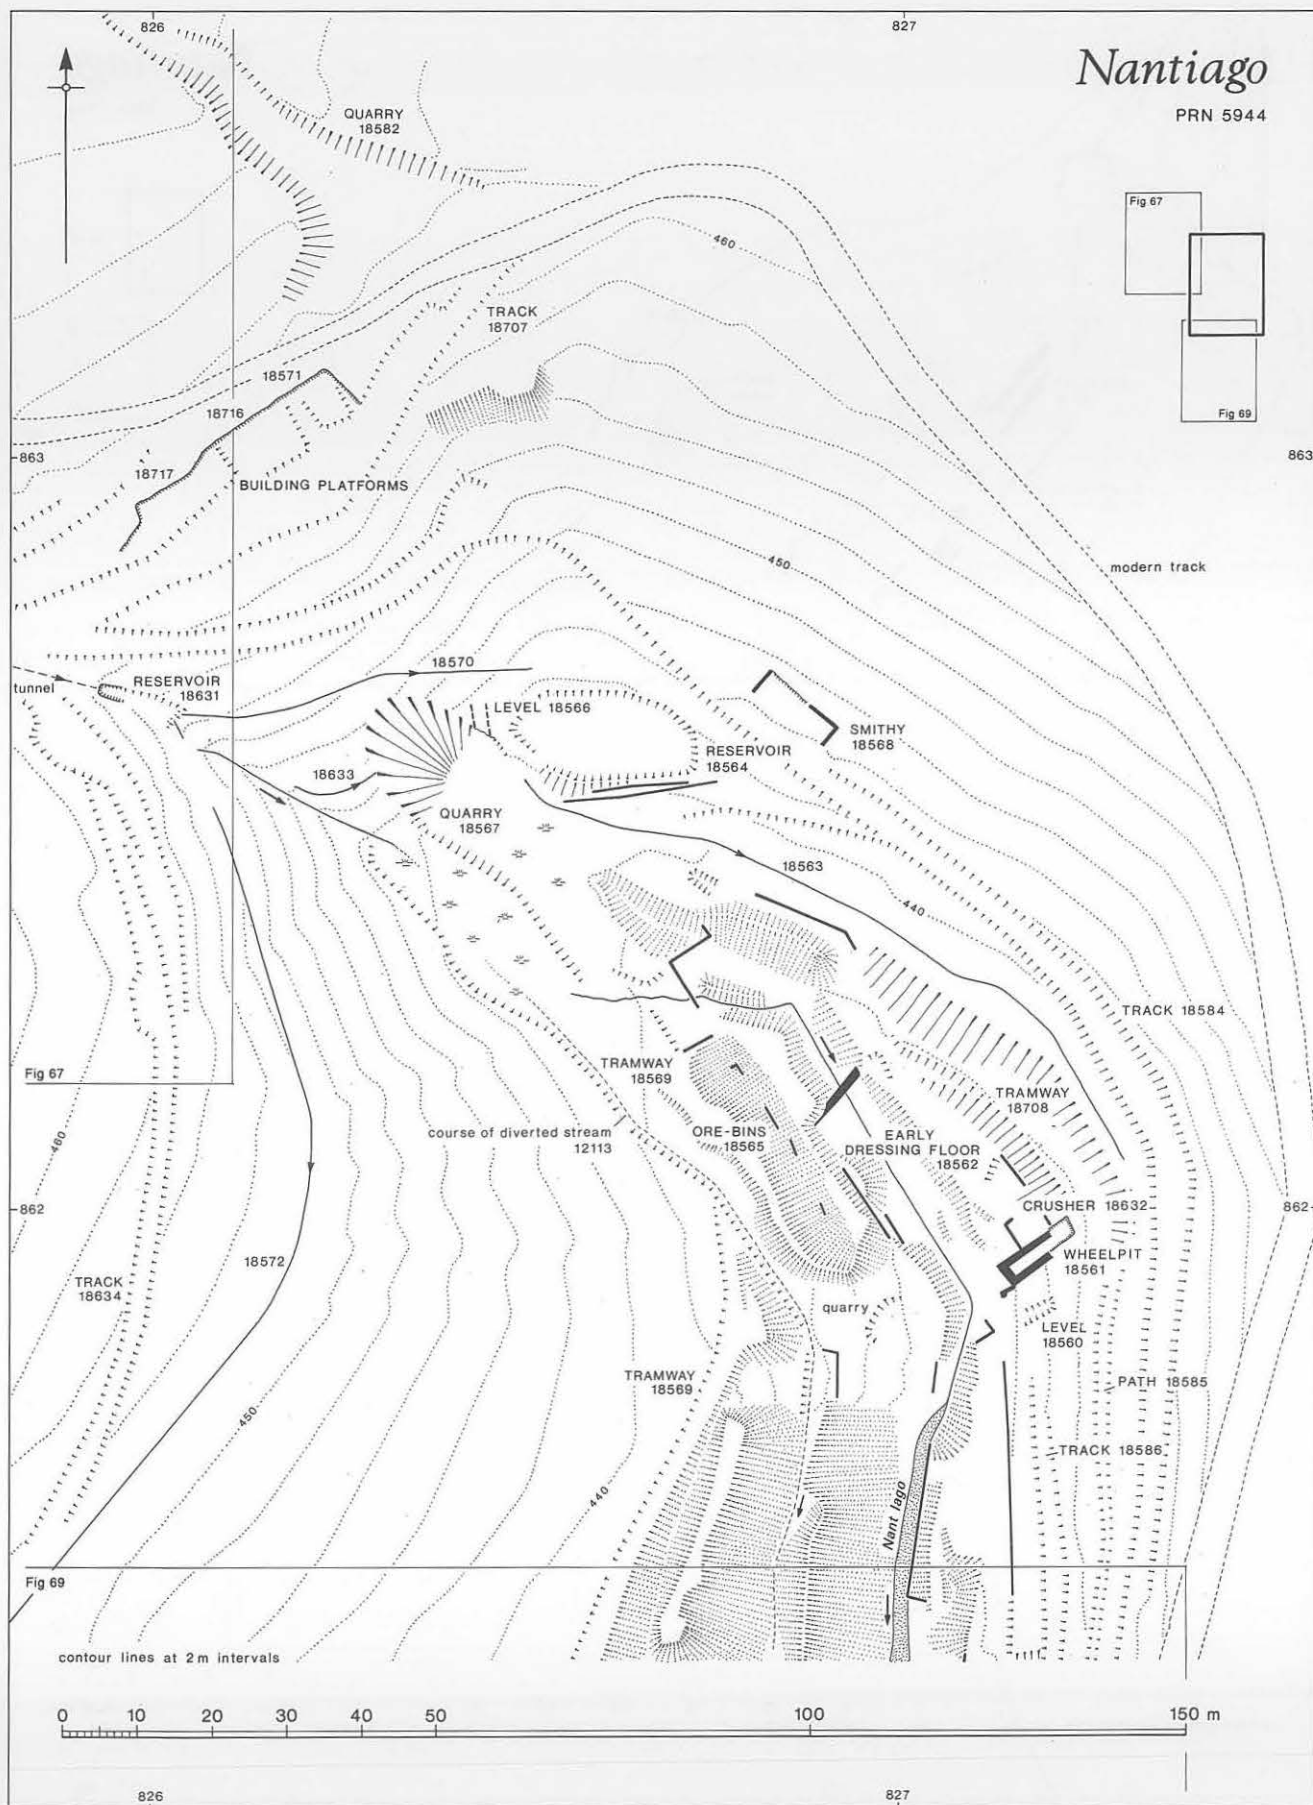 826
827
Nantiago
PRN 5944
QUARRY
18582
Fig 67
460
TRACK
18707
18571
18716
Fig 69
863
863
18717
BUILDING PLATFORMS
450
modern track
18570
tunnel
RESERVOIR
18631
LEVEL 18566
SMITHY
18568
RESERVOIR
18564
18633
QUARRY
18567
18563
440
TRACK 18584
Fig 67
TRAMWAY
18569
TRAMWAY
18708
460
course of diverted stream
12113
ORE-BINS
18565
EARLY
DRESSING FLOOR
18562
862
CRUSHER 18632
862
18572
WHEELPIT
18561
TRACK
18634
quarry
LEVEL
18560
TRAMWAY
18569
PATH 18585
450
TRACK 18586
440
Nant Iago
Fig 69
contour lines at 2m intervals
0 10 20 30 40 50 100 150 m
826
827